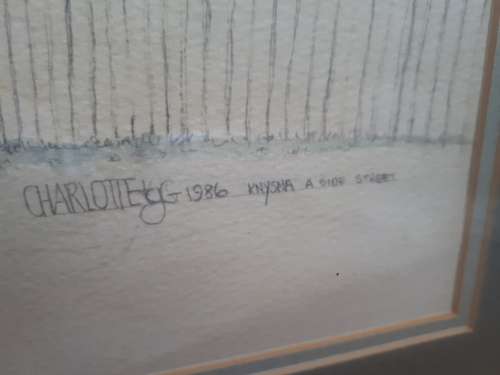 CHARLOTTE 1986 KNYSNA A SIDE STREET